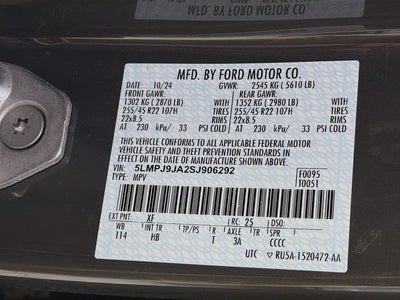 MFD. BY FORD MOTOR CO.
DATE: 10/24 GVWR: 2545 KG ( 5610 LB)
FRONT GAWR: REAR GAWR:
1302 KG ( 2870 LB) 1352 KG ( 2980 LB)
255/45 R22 107H 255/45 R22 107H
22x8.5 22x8.5
AT 230 kPa/ 33 PSI COLD AT 230 kPa/ 33 PSI COLD
THIS VEHICLE CONFORMS TO ALL APPLICABLE FEDERAL MOTOR
VEHICLE SAFETY AND THEFT PREVENTION STANDARDS IN EFFECT
ON THE DATE OF MANUFACTURE SHOWN ABOVE.
VIN: 5LMPJ9JA2SJ906292 F0095
TYPE: MPV T0051
EXT PNT: XF RC: 25 DSO:
WB INT TR TP/PS R AXLE TR SPR
114 HB T 3A CCCC
UTC ▽ RU5A-1520472-AA